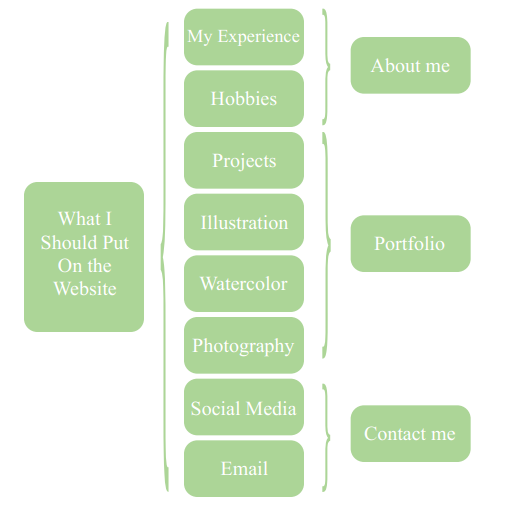 What I
Should Put
On the
Website
My Experience
Hobbies
Projects
Illustration
Watercolor
Photography
Social Media
Email
About me
Portfolio
Contact me